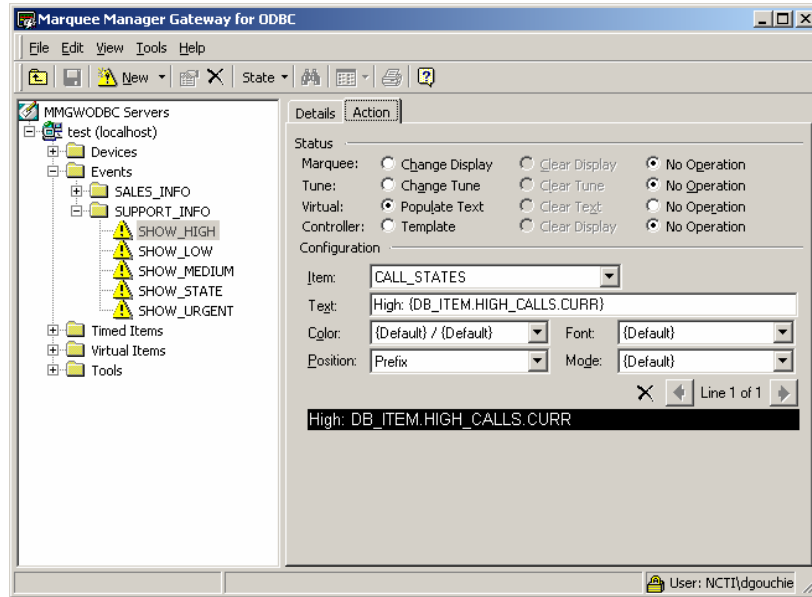 Marquee Manager Gateway for ODBC
File Edit View Tools Help
New State
MMGWODBC Servers
test (localhost)
Devices
Events
SALES_INFO
SUPPORT_INFO
SHOW_HIGH
SHOW_LOW
SHOW_MEDIUM
SHOW_STATE
SHOW_URGENT
Timed Items
Virtual Items
Tools
Details Action
Status
Marquee: Change Display Clear Display No Operation
Tune: Change Tune Clear Tune No Operation
Virtual: Populate Text Clear Text No Operation
Controller: Template Clear Display No Operation
Configuration
Item: CALL_STATES
Text: High: {DB_ITEM.HIGH_CALLS.CURR}
Color: {Default} / {Default} Font: {Default}
Position: Prefix Mode: {Default}
Line 1 of 1
High: DB_ITEM.HIGH_CALLS.CURR
User: NCTI\dgouchie